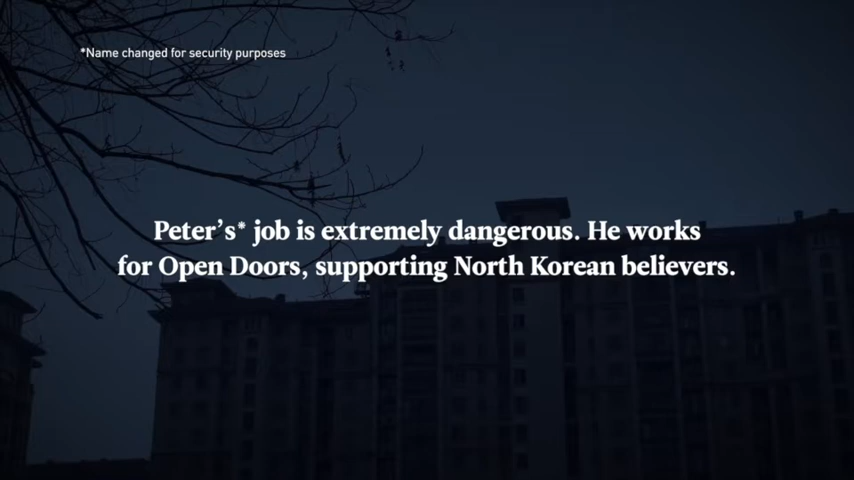 *Name changed for security purposes
Peter's* job is extremely dangerous. He works
for Open Doors, supporting North Korean believers.